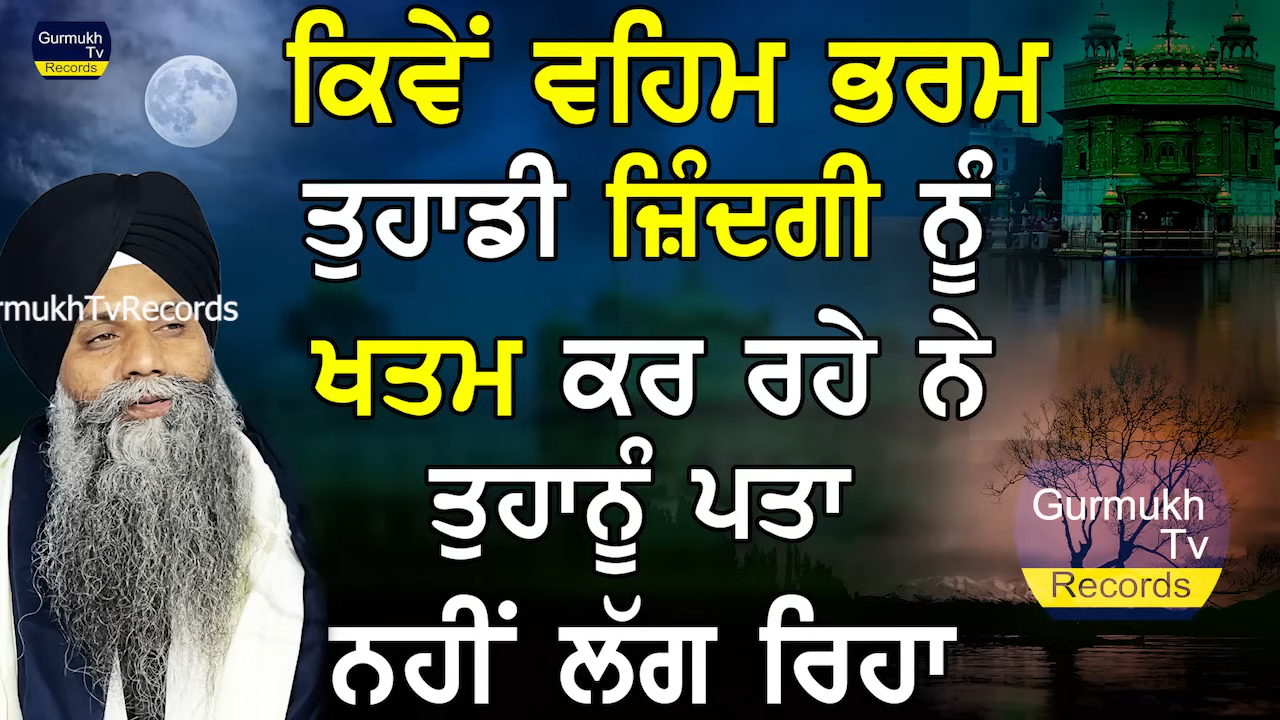 Gurmukh
Tv
Records
ਕਿਵੇਂ ਵਹਿਮ ਭਰਮ
ਤੁਹਾਡੀ ਜ਼ਿੰਦਗੀ ਨੂੰ
rmukhTvRecords
ਖਤਮ ਕਰ ਰਹੇ ਨੇ
ਤੁਹਾਨੂੰ ਪਤਾ
ਨਹੀਂ ਲੱਗ ਰਿਹਾ
Gurmukh
Tv
Records